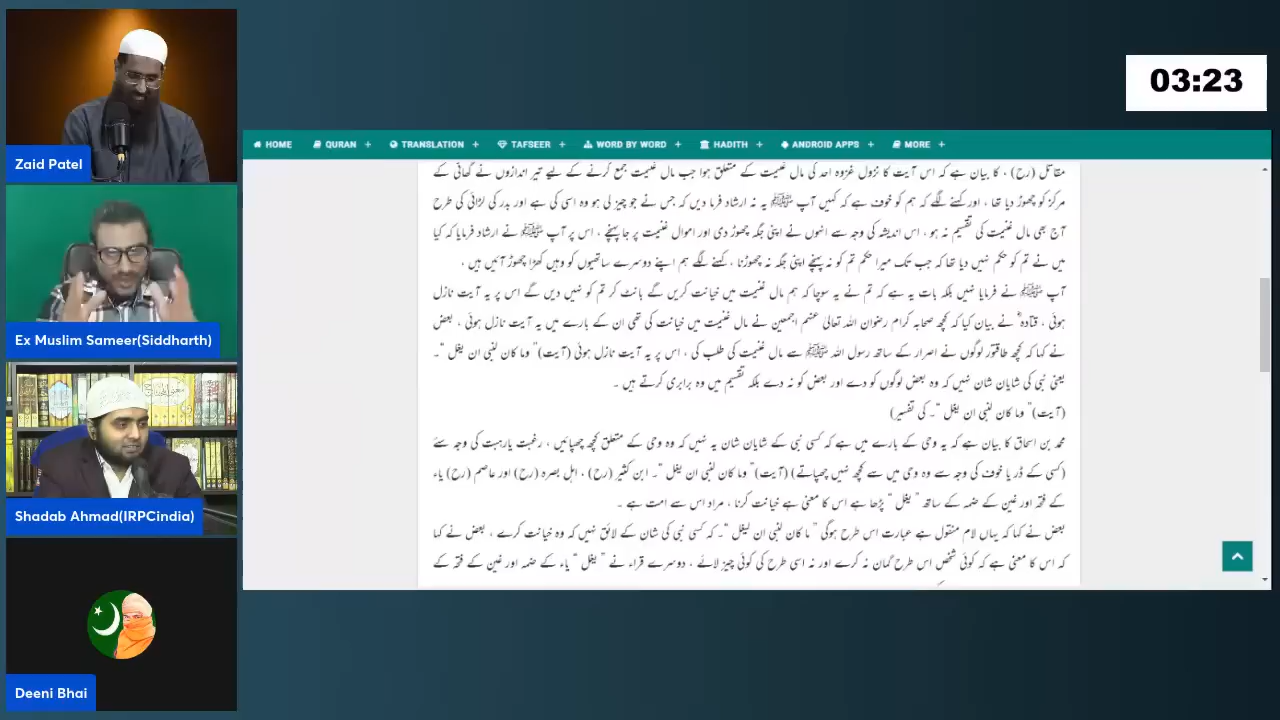 Zaid Patel
Ex Muslim Sameer(Siddharth)
Shadab Ahmad(IRPCindia)
Deeni Bhai
03:23
HOME QURAN + TRANSLATION + TAFSEER + WORD BY WORD + HADITH + ANDROID APPS + MORE +
مقاتل (رح) ، کا بیان ہے کہ اس آیت کا نزول غزوہ احد کی مال غنیمت کے متعلق ہوا جب مال غنیمت جمع کرنے کے لیے تیر اندازوں نے گھاٹی کے
مرکز کو چھوڑ دیا تھا ، اور کہنے لگے کہ ہم کو خوف ہے کہ کہیں آپ ﷺ یہ نہ ارشاد فرما دیں کہ جس نے جو چیز لی ہو وہ اسی کی ہے اور بدر کی لڑائی کی طرح
آج بھی مال غنیمت کی تقسیم نہ ہو ، اس اندیشہ کی وجہ سے انہوں نے اپنی جگہ چھوڑ دی اور اموال غنیمت پر جاپہنچے ، اس پر آپ ﷺ نے ارشاد فرمایا کہ کیا
میں نے تم کو حکم نہیں دیا تھا کہ جب تک میرا حکم تم کو نہ پہنچے اپنی جگہ نہ چھوڑنا ، کہنے لگے ہم اپنے دوسرے ساتھیوں کو وہیں کھڑا چھوڑ آئیں ہیں ،
آپ ﷺ نے فرمایا نہیں بلکہ بات یہ ہے کہ تم نے یہ سوچا کہ ہم مال غنیمت میں خیانت کریں گے بانٹ کر تم کو نہیں دیں گے اس پر یہ آیت نازل
ہوئی ، قتادہ ؓ نے بیان کیا کہ کچھ صحابہ کرام رضوان اللہ تعالیٰ عنہم اجمعین نے مال غنیمت میں خیانت کی تھی ان کے بارے میں یہ آیت نازل ہوئی ، بعض
نے کہا کہ کچھ طاقتور لوگوں نے اصرار کے ساتھ رسول اللہ ﷺ سے مال غنیمت کی طلب کی ، اس پر یہ آیت نازل ہوئی (آیت)” وما کان لنبی ان یغل “۔
یعنی نبی کی شایان شان نہیں کہ وہ بعض لوگوں کو دے اور بعض کو نہ دے بلکہ تقسیم میں وہ برابری کرتے ہیں ۔
(آیت)” وما کان لنبی ان یغل “۔ کی تفسیر)
محمد بن اسحاق کا بیان ہے کہ یہ وحی کے بارے میں ہے کہ کسی نبی کے شایان شان یہ نہیں کہ وہ وحی کے متعلق کچھ چھپائیں ، رغبت یارہبت کی وجہ سے
(کسی کے ڈر یا خوف کی وجہ سے وہ وحی میں سے کچھ نہیں چھپاتے) (آیت)” وما کان لنبی ان یغل “۔ ابن کثیر (رح) ، اہل بصرہ (رح) اور عاصم (رح) یاء
کے فتحہ اور غین کے ضمہ کے ساتھ ” یغل “ پڑھا ہے اس کا معنی ہے خیانت کرنا ، مراد اس سے امت ہے ۔
بعض نے کہا کہ یہاں لام منقول ہے عبارت اس طرح ہوگی ” ما کان لنبی ان لیغل “۔ کہ کسی نبی کی شان کے لائق نہیں کہ وہ خیانت کرے ، بعض نے کہا
کہ اس کا معنی ہے کہ کوئی شخص اس طرح گمان نہ کرے اور نہ اسی طرح کی کوئی چیز لائے ، دوسرے قراء نے ” یغل “ یاء کے ضمہ اور غین کے فتحہ کے